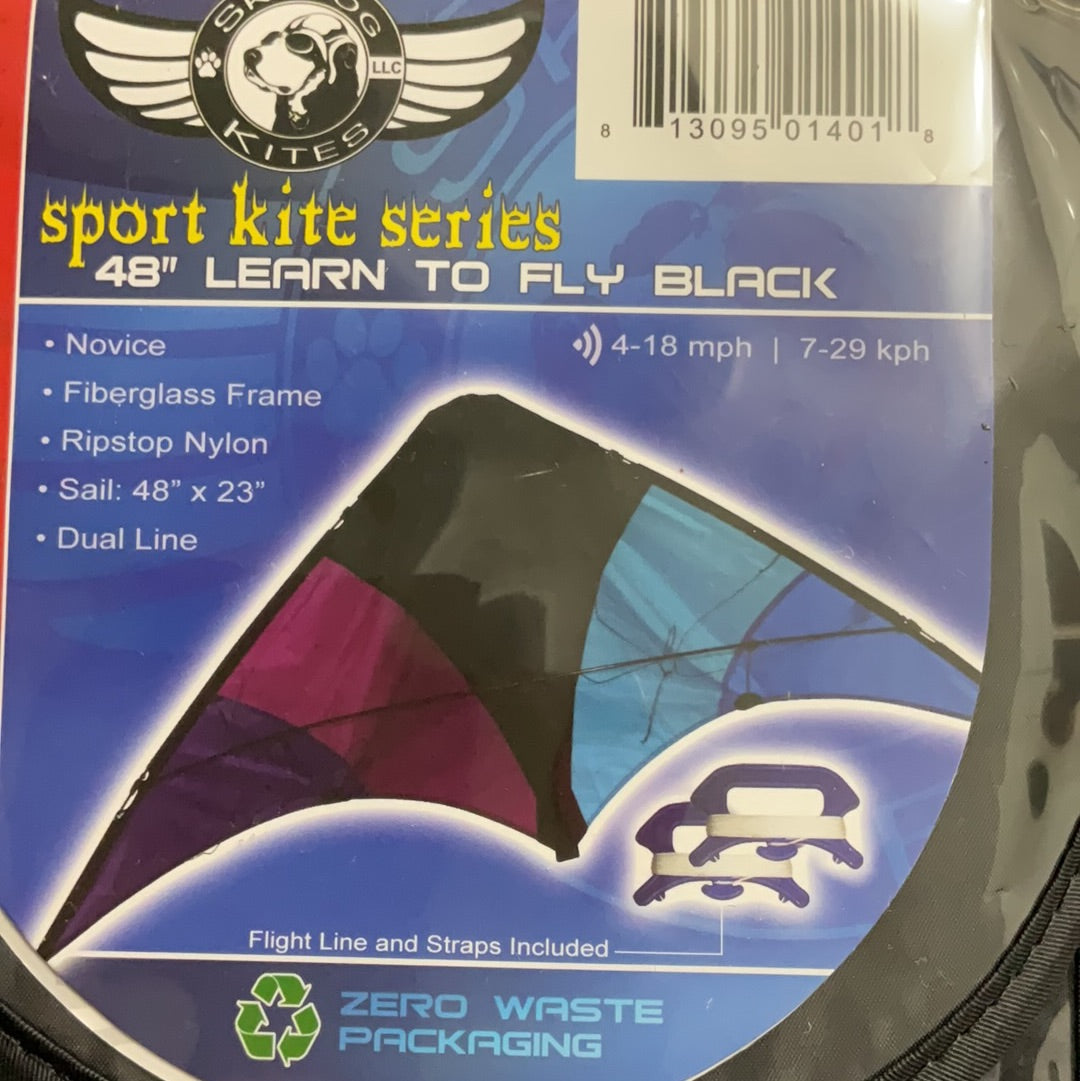 LLC
KITES
8 13095 01401 8
sport kite series
48" LEARN TO FLY BLACK
• Novice
4-18 mph | 7-29 kph
• Fiberglass Frame
• Ripstop Nylon
• Sail: 48” x 23”
• Dual Line
Flight Line and Straps Included
ZERO WASTE
PACKAGING